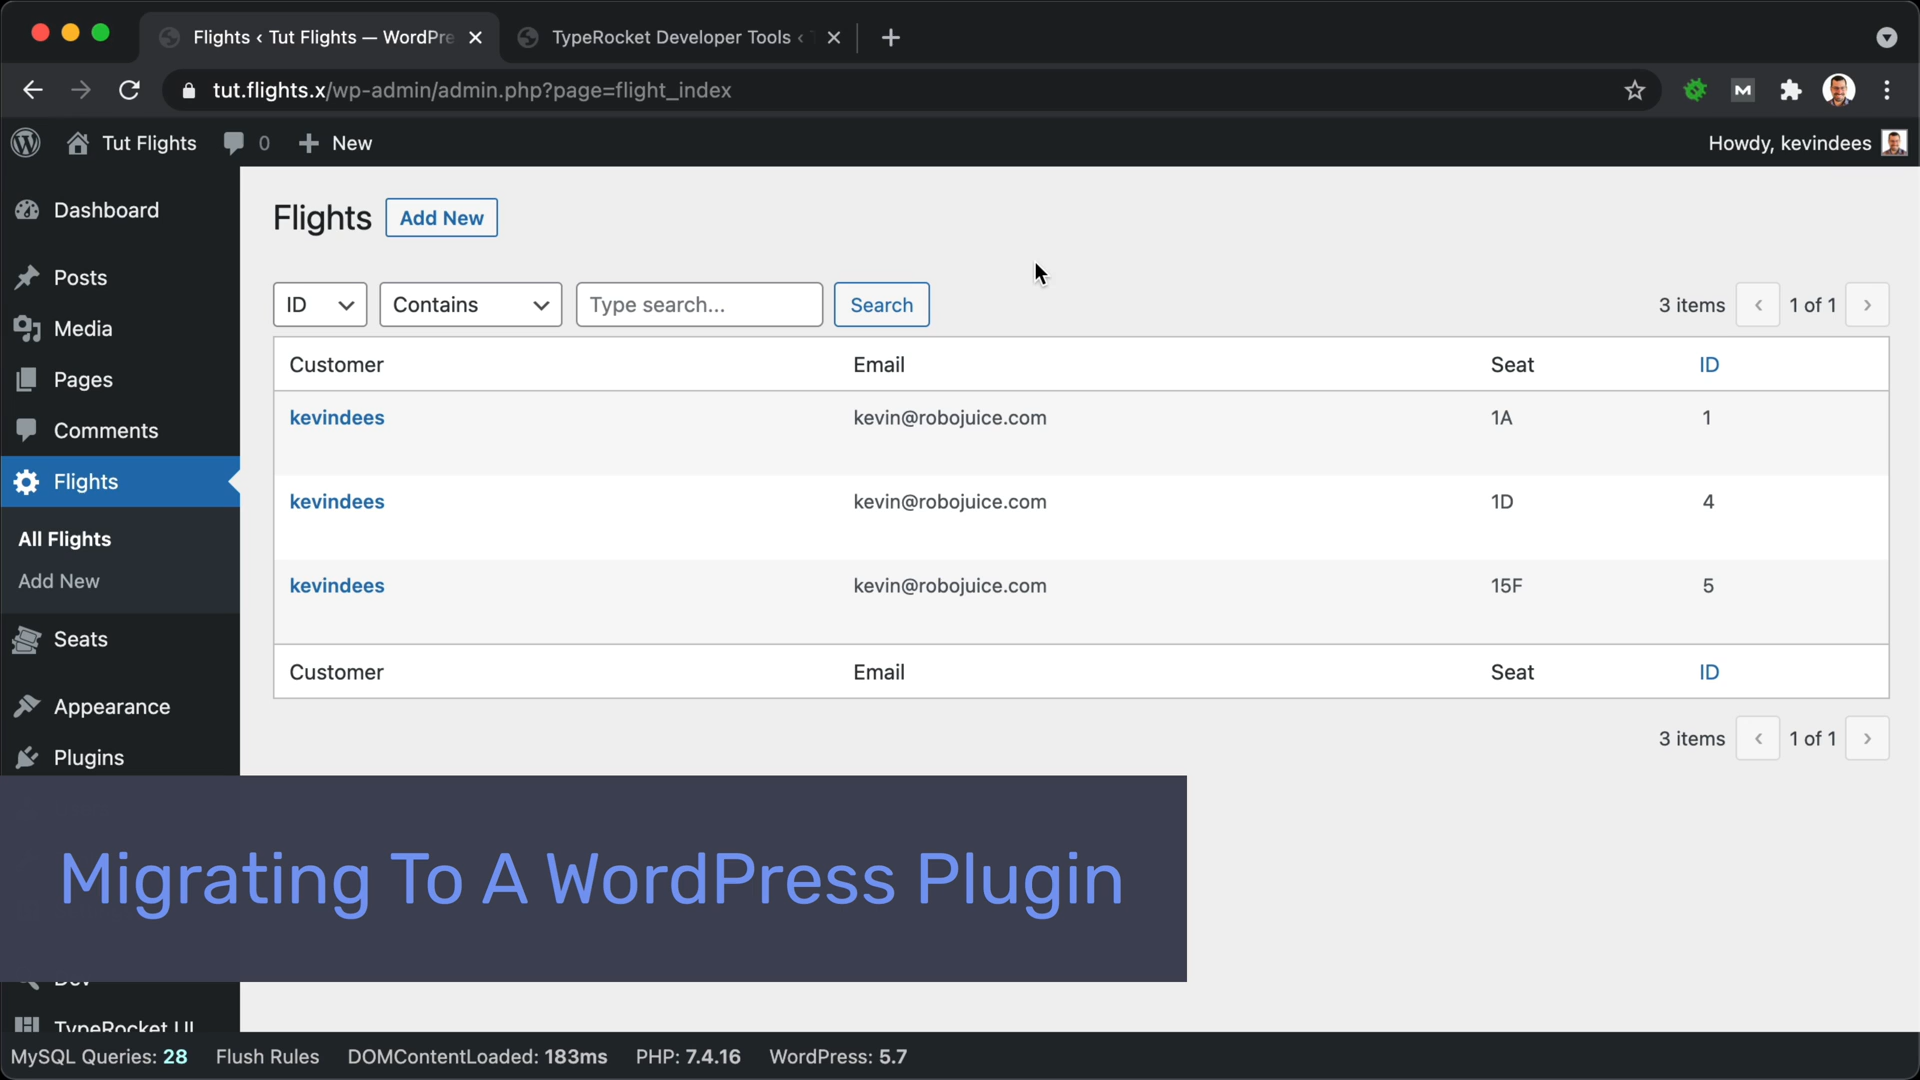 Flights ‹ Tut Flights — WordPre
TypeRocket Developer Tools ‹
tut.flights.x/wp-admin/admin.php?page=flight_index
Tut Flights
0
New
Howdy, kevindees
Dashboard
Posts
Media
Pages
Comments
Flights
All Flights
Add New
Seats
Appearance
Plugins
Flights
Add New
ID
Contains
Type search...
Search
3 items
‹
1 of 1
›
Customer Email Seat ID
kevindees kevin@robojuice.com 1A 1
kevindees kevin@robojuice.com 1D 4
kevindees kevin@robojuice.com 15F 5
Customer Email Seat ID
3 items
‹
1 of 1
›
Migrating To A WordPress Plugin
Dev
TypeRocket UI
MySQL Queries: 28
Flush Rules
DOMContentLoaded: 183ms
PHP: 7.4.16
WordPress: 5.7